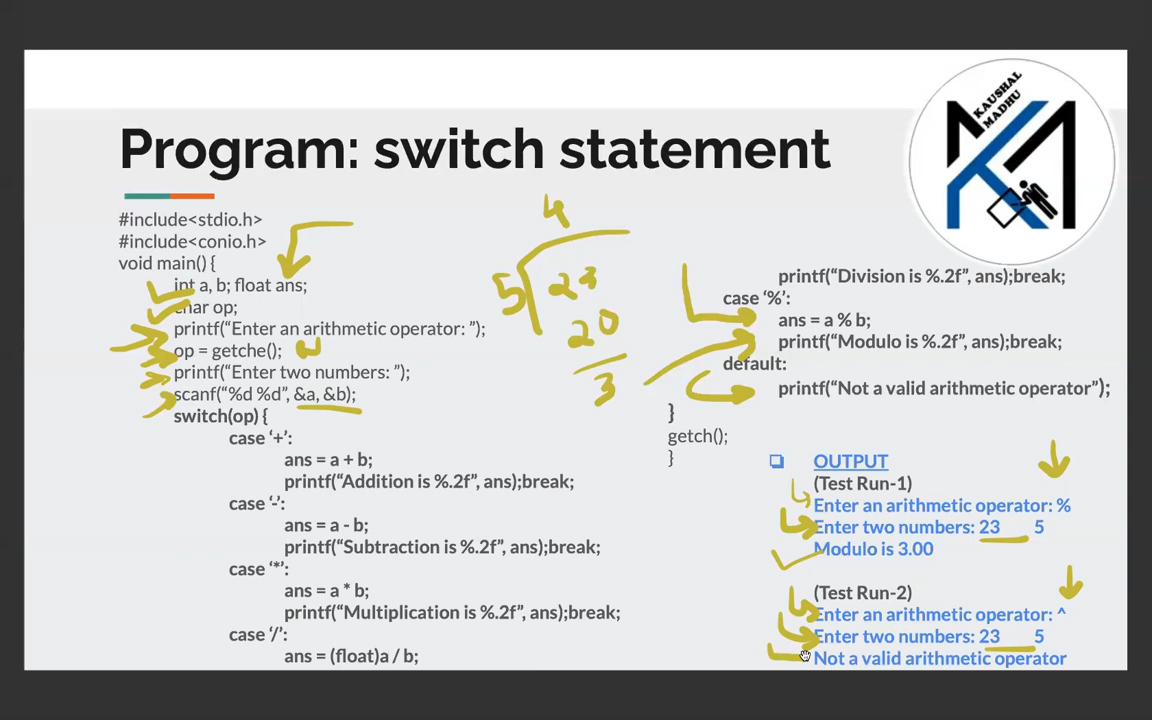 KAUSHAL
MADHU
Program: switch statement
#include<stdio.h>
#include<conio.h>
void main() {
int a, b; float ans;
char op;
printf(“Enter an arithmetic operator: ”);
op = getche();
printf(“Enter two numbers: ”);
scanf(“%d %d”, &a, &b);
switch(op) {
case ‘+’:
ans = a + b;
printf(“Addition is %.2f”, ans);break;
case ‘-’:
ans = a - b;
printf(“Subtraction is %.2f”, ans);break;
case ‘*’:
ans = a * b;
printf(“Multiplication is %.2f”, ans);break;
case ‘/’:
ans = (float)a / b;
4
5 23
20
3
printf(“Division is %.2f”, ans);break;
case ‘%’:
ans = a % b;
printf(“Modulo is %.2f”, ans);break;
default:
printf(“Not a valid arithmetic operator”);
}
getch();
}
OUTPUT
(Test Run-1)
Enter an arithmetic operator: %
Enter two numbers: 23 5
Modulo is 3.00
(Test Run-2)
Enter an arithmetic operator: ^
Enter two numbers: 23 5
Not a valid arithmetic operator